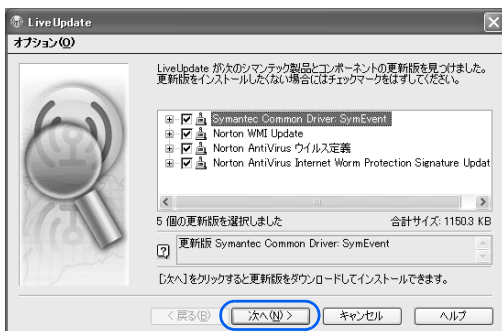 LiveUpdate
オプション(O)
LiveUpdate が次のシマンテック製品とコンポーネントの更新版を見つけました。
更新版をインストールしたくない場合にはチェックマークをはずしてください。
Symantec Common Driver: SymEvent
Norton WMI Update
Norton AntiVirus ウイルス定義
Norton AntiVirus Internet Worm Protection Signature Updat
5 個の更新版を選択しました 合計サイズ: 1150.3 KB
更新版 Symantec Common Driver: SymEvent
[次へ]をクリックすると更新版をダウンロードしてインストールできます。
< 戻る(B) 次へ(N) > キャンセル ヘルプ